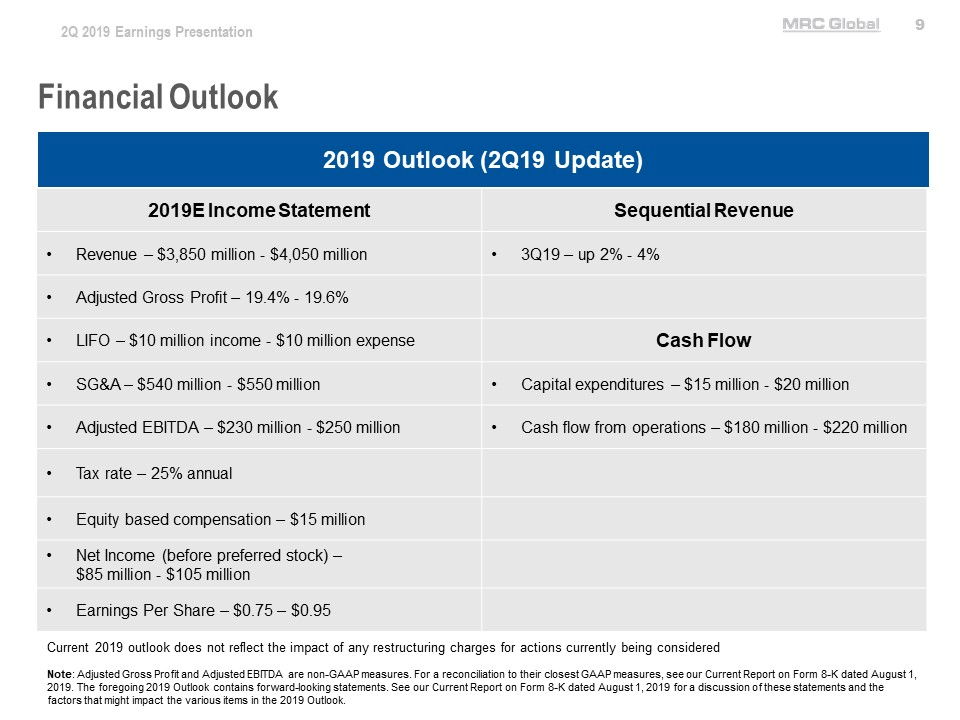 2Q 2019 Earnings Presentation
MRC Global
9
Financial Outlook
2019 Outlook (2Q19 Update)
2019E Income Statement
Sequential Revenue
• Revenue – $3,850 million - $4,050 million
• 3Q19 – up 2% - 4%
• Adjusted Gross Profit – 19.4% - 19.6%
• LIFO – $10 million income - $10 million expense
Cash Flow
• SG&A – $540 million - $550 million
• Capital expenditures – $15 million - $20 million
• Adjusted EBITDA – $230 million - $250 million
• Cash flow from operations – $180 million - $220 million
• Tax rate – 25% annual
• Equity based compensation – $15 million
• Net Income (before preferred stock) –
$85 million - $105 million
• Earnings Per Share – $0.75 – $0.95
Current 2019 outlook does not reflect the impact of any restructuring charges for actions currently being considered
Note: Adjusted Gross Profit and Adjusted EBITDA are non-GAAP measures. For a reconciliation to their closest GAAP measures, see our Current Report on Form 8-K dated August 1,
2019. The foregoing 2019 Outlook contains forward-looking statements. See our Current Report on Form 8-K dated August 1, 2019 for a discussion of these statements and the
factors that might impact the various items in the 2019 Outlook.